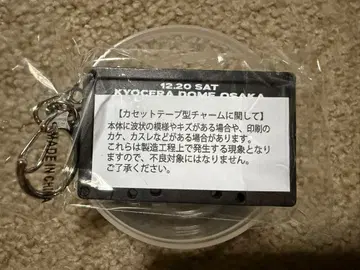 12.20 SAT
KYOCERA DOME OSAKA
【カセットテープ型チャームに関して】
本体に波状の模様やキズがある場合や、印刷の
カケ、カスレなどがある場合があります。
これらは製造工程上で発生する現象となり
ますので、不良対象にはなりません。
ご了承ください。
MADE IN CHINA